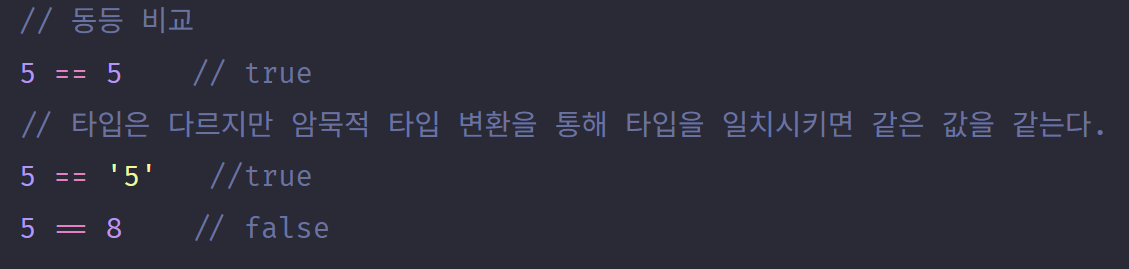 // 동등 비교
5 == 5    // true
// 타입은 다르지만 암묵적 타입 변환을 통해 타입을 일치시키면 같은 값을 같는다.
5 == '5'   //true
5 == 8    // false